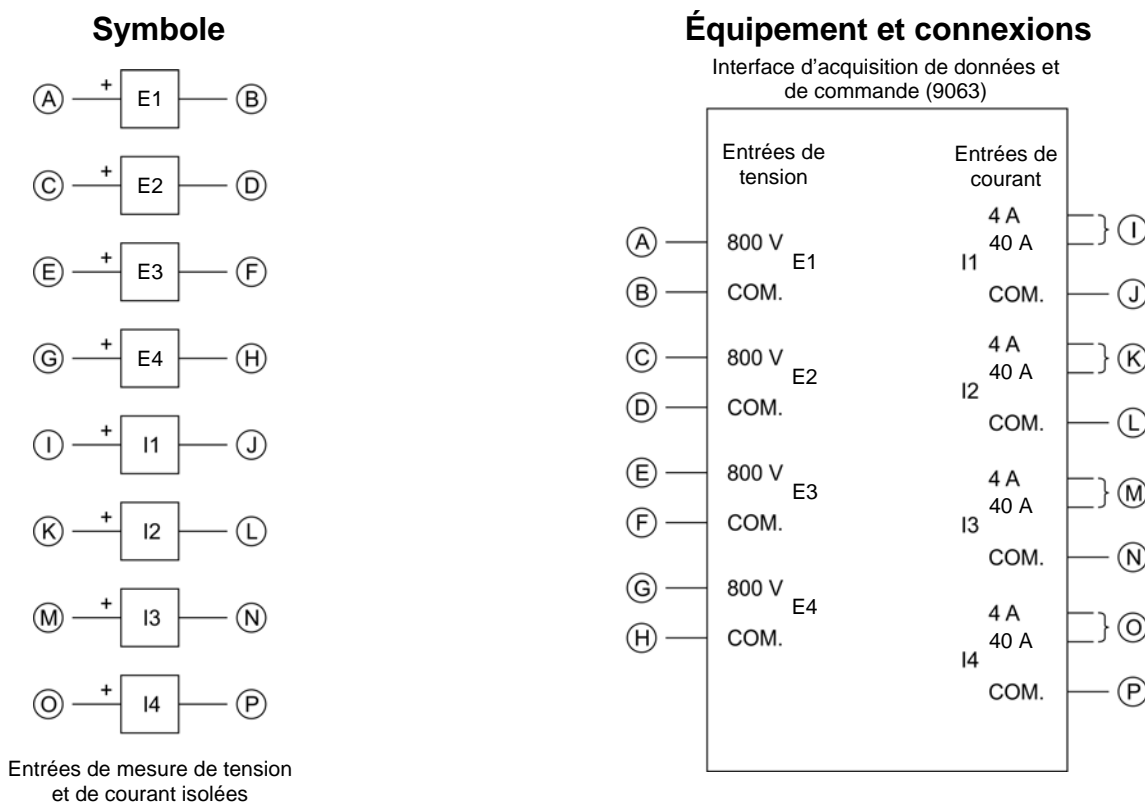 Symbole
A + E1 B
C + E2 D
E + E3 F
G + E4 H
I + I1 J
K + I2 L
M + I3 N
O + I4 P
Entrées de mesure de tension
et de courant isolées
Équipement et connexions
Interface d'acquisition de données et
de commande (9063)
Entrées de
tension
A 800 V
E1
B COM.
C 800 V
E2
D COM.
E 800 V
E3
F COM.
G 800 V
E4
H COM.
Entrées de
courant
4 A
I
40 A
I1
COM. J
4 A
K
40 A
I2
COM. L
4 A
M
40 A
I3
COM. N
4 A
O
40 A
I4
COM. P